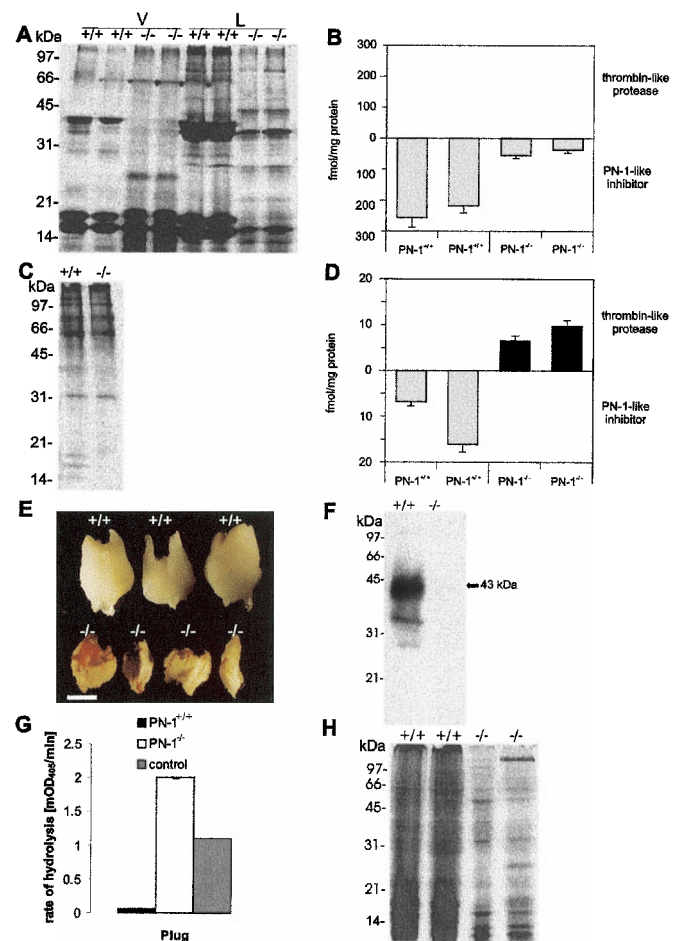 V L
A kDa +/+ +/+ -/- -/- +/+ +/+ -/- -/-
97-
66-
45-
31-
21-
14-
B
300
200
100
0
100
200
300
fmol/mg protein
thrombin-like
protease
PN-1-like
inhibitor
PN-1+/+ PN-1+/+ PN-1-/- PN-1-/-
C +/+ -/-
kDa
97-
66-
45-
31-
21-
14-
D
20
10
0
10
20
fmol/mg protein
thrombin-like
protease
PN-1-like
inhibitor
PN-1+/+ PN-1+/+ PN-1-/- PN-1-/-
E
+/+ +/+ +/+
-/- -/- -/- -/-
F +/+ -/-
kDa
97-
66-
45-
43 kDa
31-
21-
G
PN-1+/+
PN-1-/-
control
rate of hydrolysis [mOD405/min]
2.5
2
1.5
1
0.5
0
Plug
H
+/+ +/+ -/- -/-
kDa
97-
66-
45-
31-
21-
14-